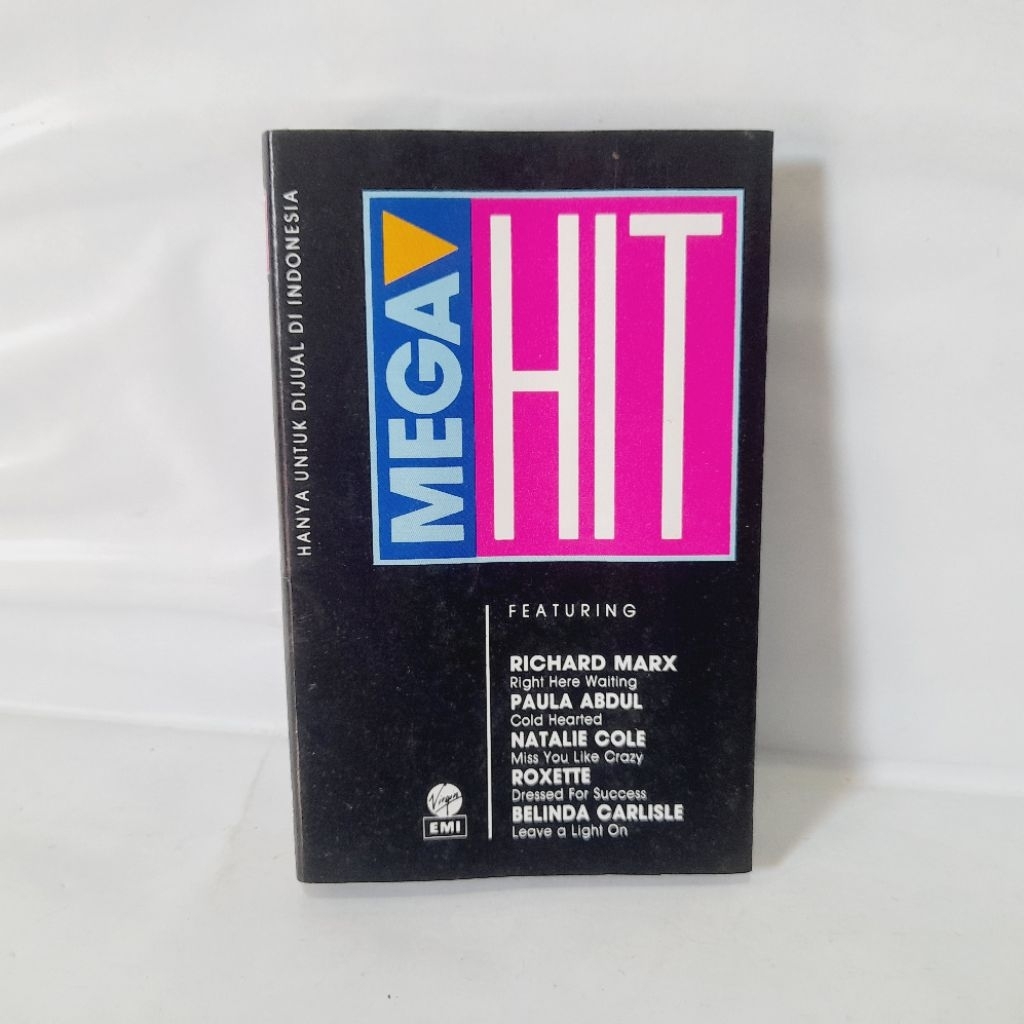 HANYA UNTUK DIJUAL DI INDONESIA
MEGA
HIT
FEATURING
RICHARD MARX
Right Here Waiting
PAULA ABDUL
Cold Hearted
NATALIE COLE
Miss You Like Crazy
ROXETTE
Dressed For Success
BELINDA CARLISLE
Leave a Light On
Virgin
EMI